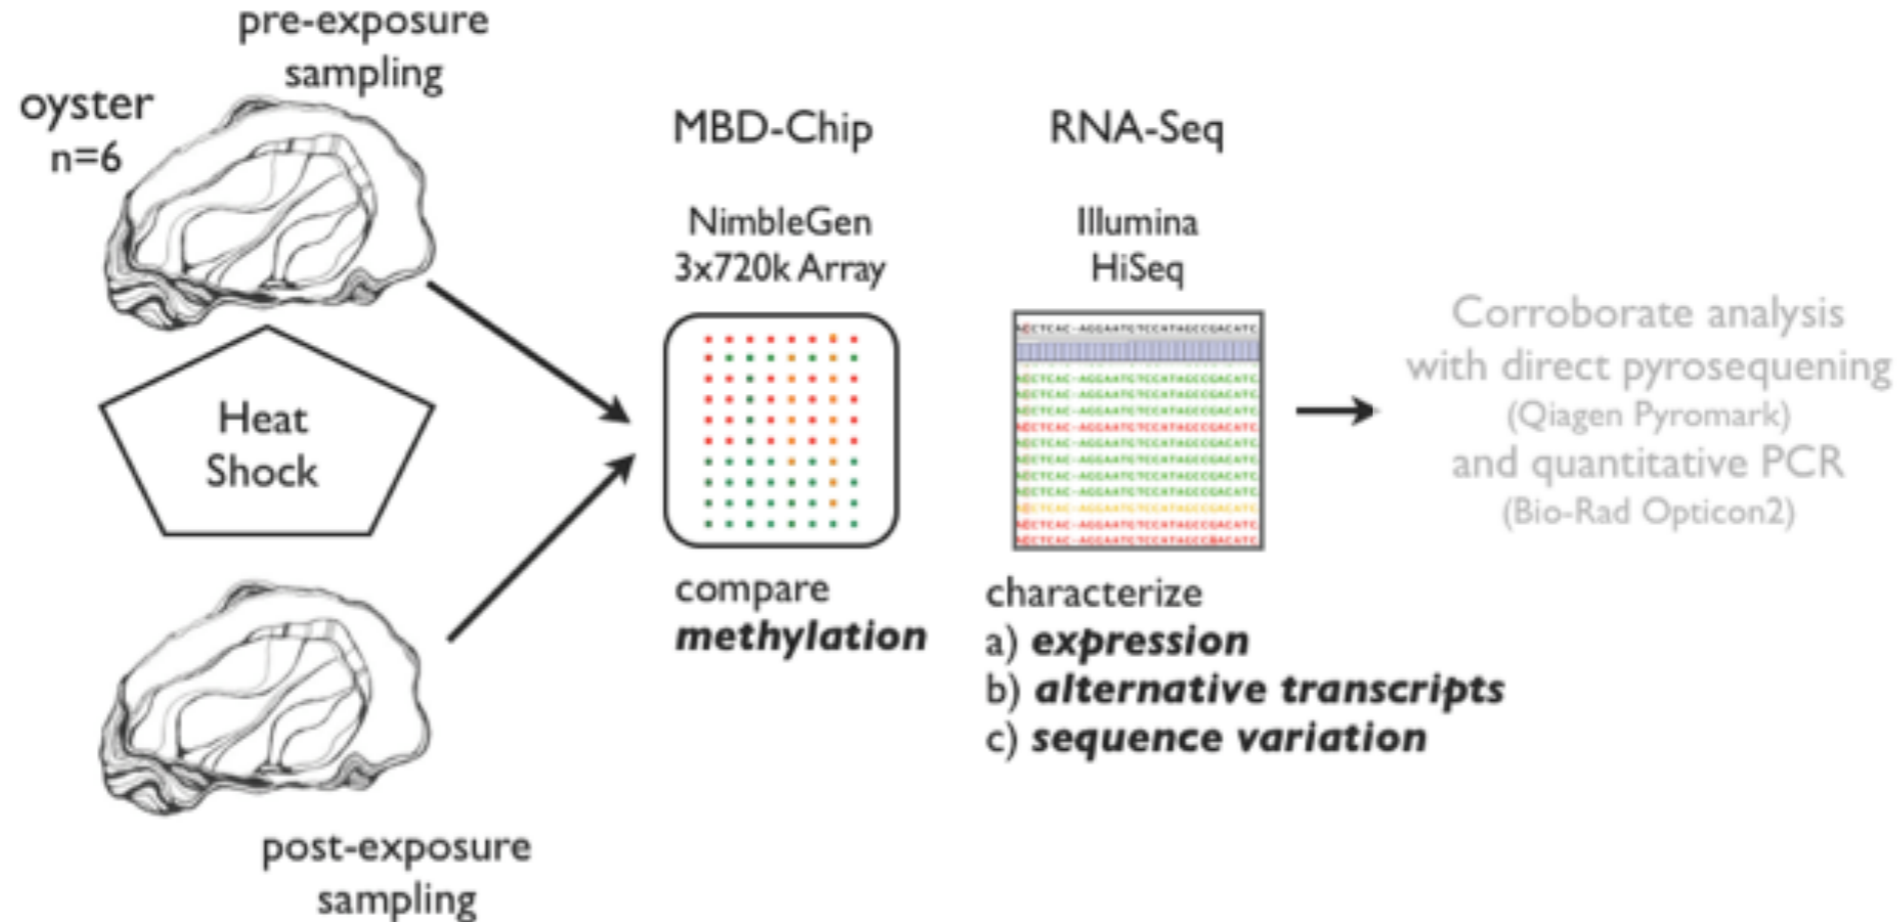 pre-exposure
sampling
oyster
n=6
Heat
Shock
post-exposure
sampling
MBD-Chip
NimbleGen
3x720k Array
compare
methylation
RNA-Seq
Illumina
HiSeq
characterize
a) expression
b) alternative transcripts
c) sequence variation
Corroborate analysis
with direct pyrosequening
(Qiagen Pyromark)
and quantitative PCR
(Bio-Rad Opticon2)